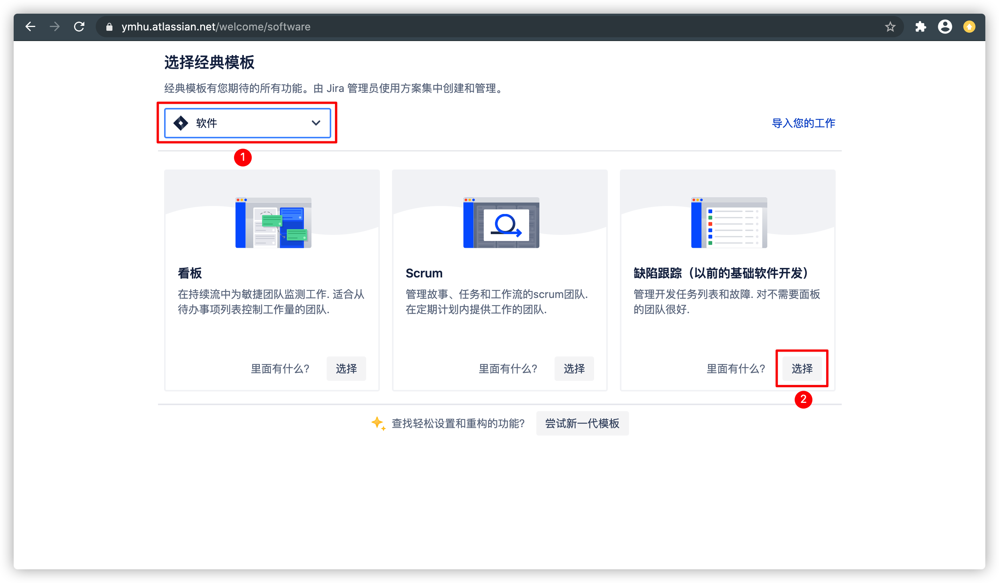 ymhu.atlassian.net/welcome/software
选择经典模板
经典模板有您期待的所有功能。由 Jira 管理员使用方案集中创建和管理。
软件
导入您的工作
1
看板
在持续流中为敏捷团队监测工作. 适合从
待办事项列表控制工作量的团队.
里面有什么?
选择
Scrum
管理故事、任务和工作流的scrum团队.
在定期计划内提供工作的团队.
里面有什么?
选择
缺陷跟踪（以前的基础软件开发）
管理开发任务列表和故障. 对不需要面板
的团队很好.
里面有什么?
选择
2
查找轻松设置和重构的功能?
尝试新一代模板